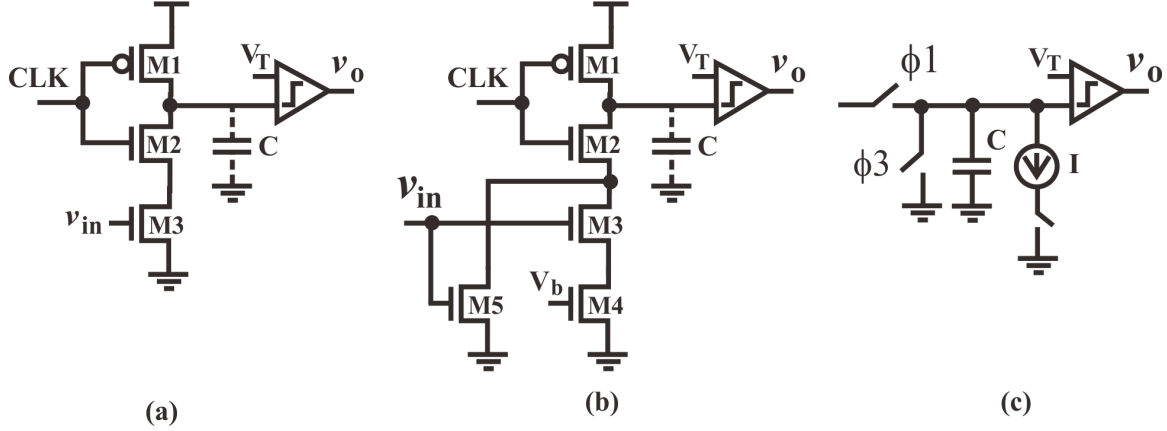 CLK
M1
V_T
v_o
M2
C
v_in
M3
(a)
CLK
M1
V_T
v_o
M2
C
v_in
M3
V_b
M5
M4
(b)
ϕ1
V_T
v_o
ϕ3
C
I
(c)